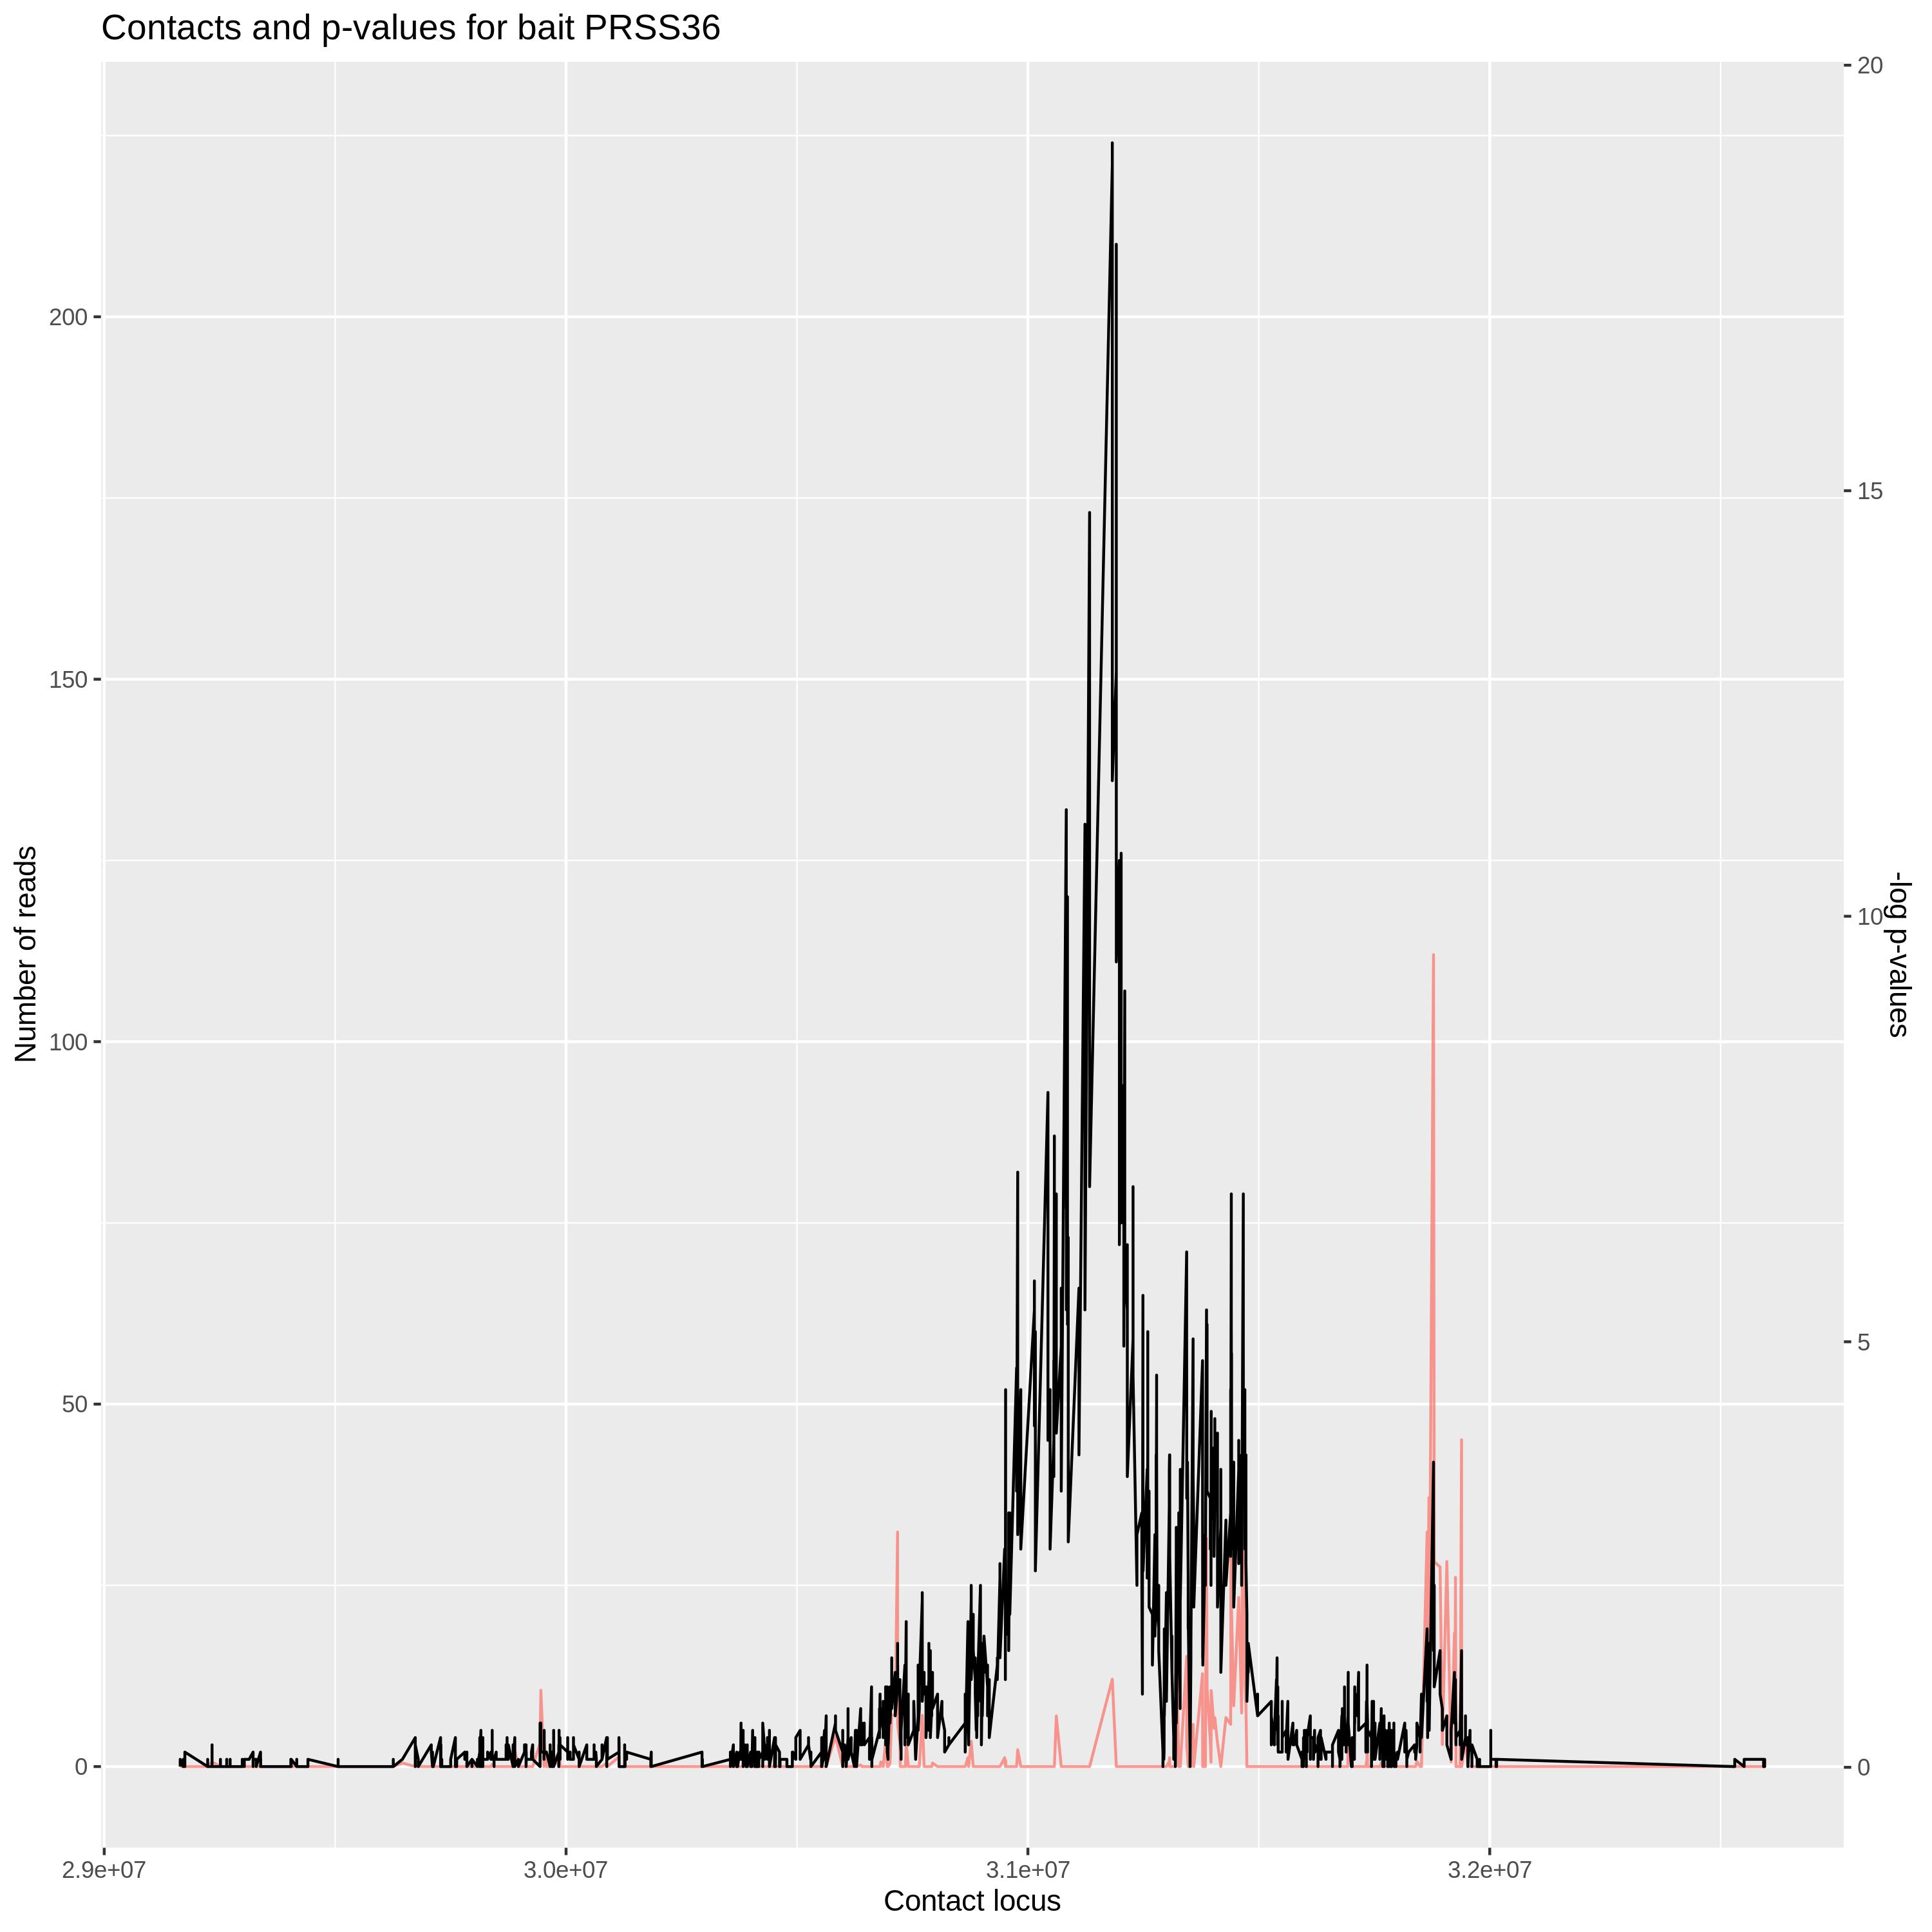 Contacts and p-values for bait PRSS36
20
200
15
150
Number of reads
10
-log p-values
100
5
50
0
0
2.9e+07
3.0e+07
3.1e+07
3.2e+07
Contact locus